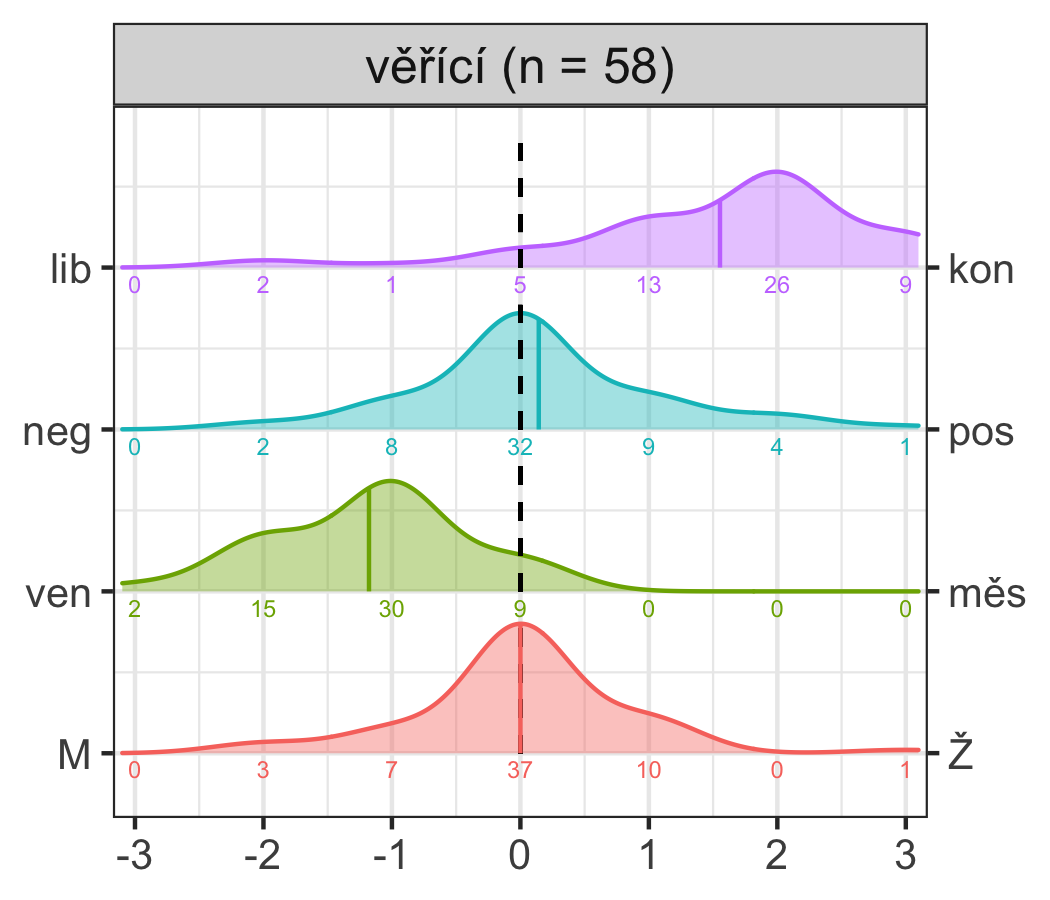 věřící (n = 58)
lib kon
0 2 1 5 13 26 9
neg pos
0 2 8 32 9 4 1
ven měs
2 15 30 9 0 0 0
M Ž
0 3 7 37 10 0 1
-3 -2 -1 0 1 2 3